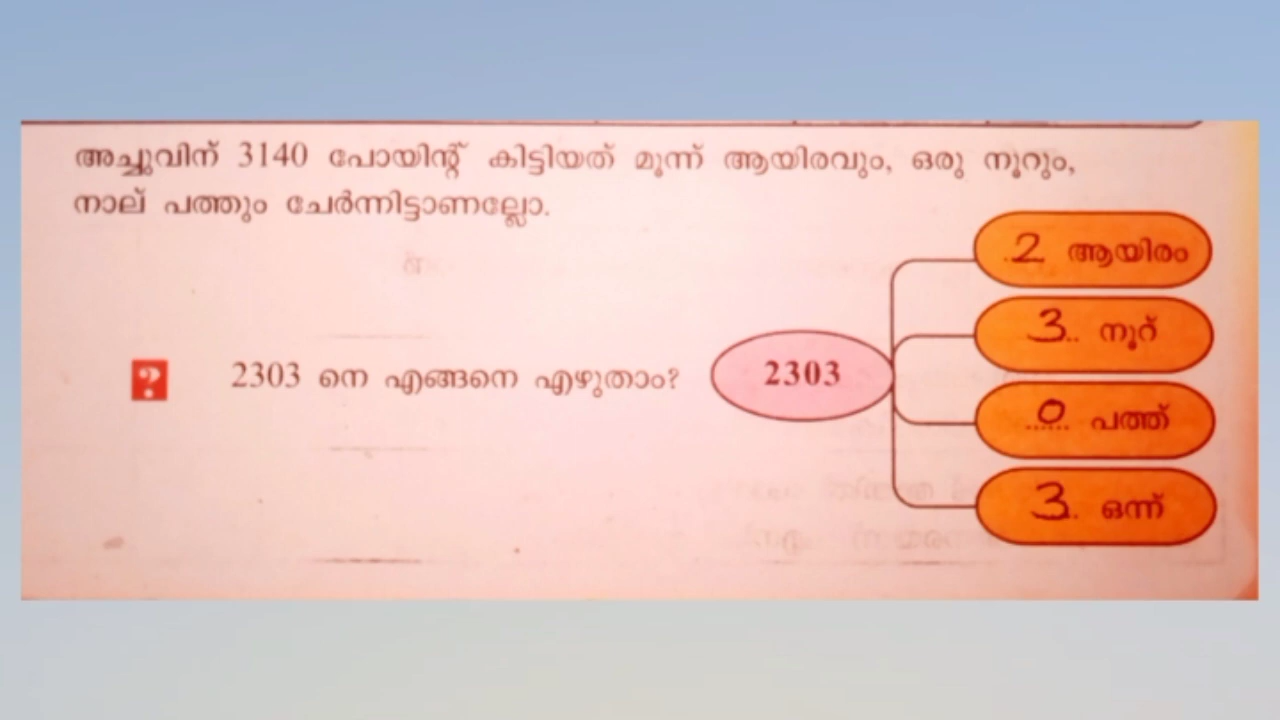 അച്ചുവിന് 3140 പോയിന്റ് കിട്ടിയത് മൂന്ന് ആയിരവും, ഒരു നൂറും,
നാല് പത്തും ചേർന്നിട്ടാണല്ലോ.
2 ആയിരം
3 നൂറ്
? 2303 നെ എങ്ങനെ എഴുതാം? 2303
0 പത്ത്
3 ഒന്ന്